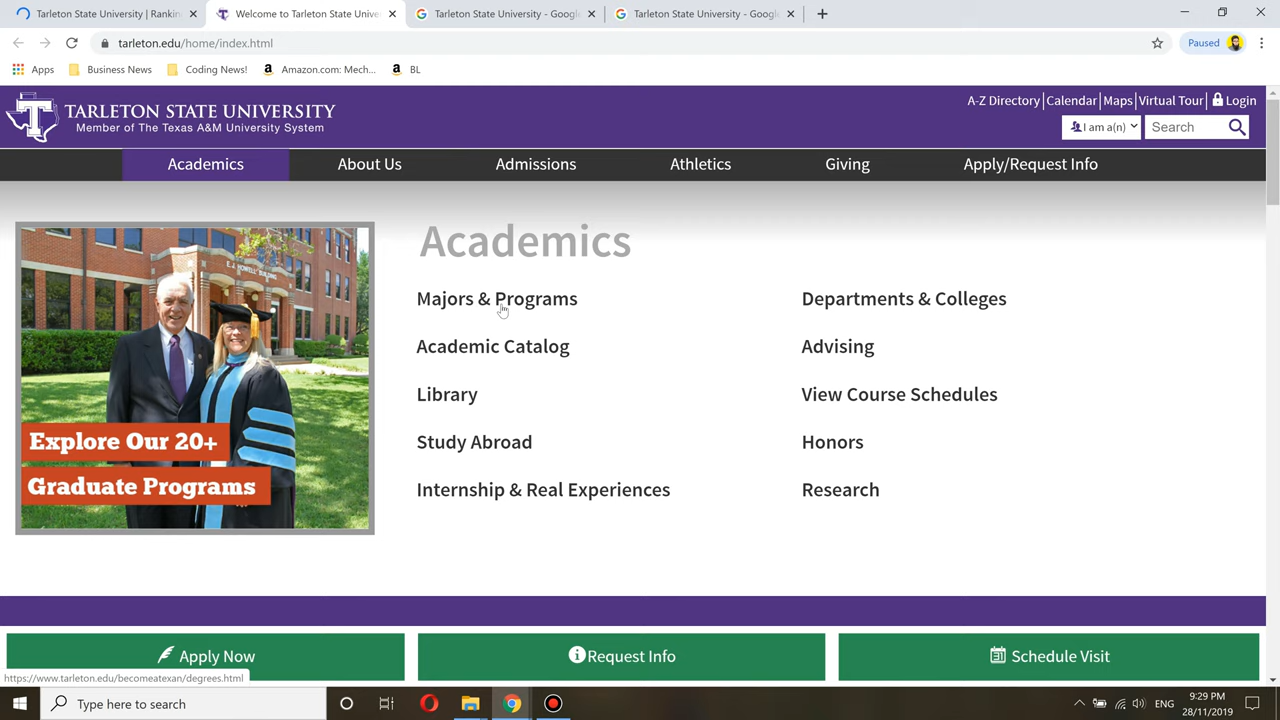 Tarleton State University | Rankin
Welcome to Tarleton State Unive
Tarleton State University - Googl
Tarleton State University - Googl
tarleton.edu/home/index.html
Paused
Apps
Business News
Coding News!
Amazon.com: Mech...
BL
TARLETON STATE UNIVERSITY
Member of The Texas A&M University System
A-Z Directory
Calendar
Maps
Virtual Tour
Login
I am a(n)
Search
Academics
About Us
Admissions
Athletics
Giving
Apply/Request Info
E.J. HOWELL BUILDING
Explore Our 20+
Graduate Programs
Academics
Majors & Programs
Departments & Colleges
Academic Catalog
Advising
Library
View Course Schedules
Study Abroad
Honors
Internship & Real Experiences
Research
Apply Now
Request Info
Schedule Visit
https://www.tarleton.edu/becomeatexan/degrees.html
Type here to search
ENG
9:29 PM
28/11/2019